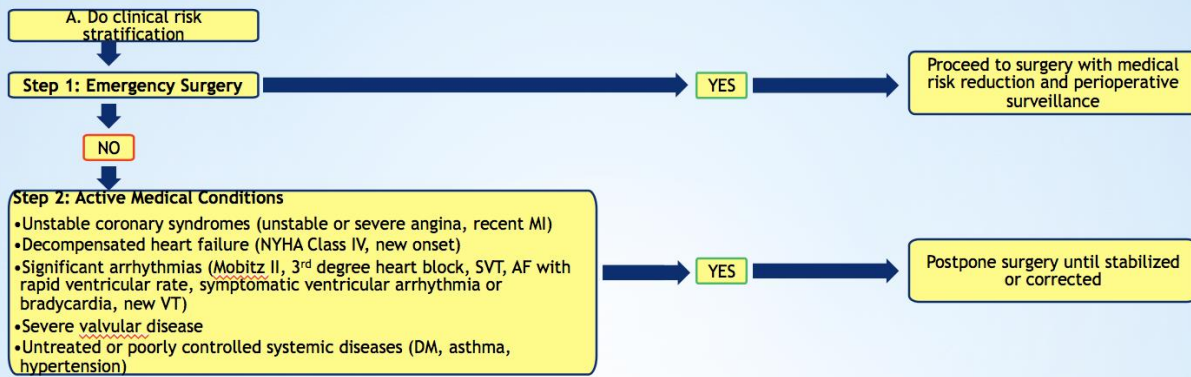 A. Do clinical risk
stratification
Step 1: Emergency Surgery
YES
Proceed to surgery with medical
risk reduction and perioperative
surveillance
NO
Step 2: Active Medical Conditions
•Unstable coronary syndromes (unstable or severe angina, recent MI)
•Decompensated heart failure (NYHA Class IV, new onset)
•Significant arrhythmias (Mobitz II, 3rd degree heart block, SVT, AF with
rapid ventricular rate, symptomatic ventricular arrhythmia or
bradycardia, new VT)
•Severe valvular disease
•Untreated or poorly controlled systemic diseases (DM, asthma,
hypertension)
YES
Postpone surgery until stabilized
or corrected